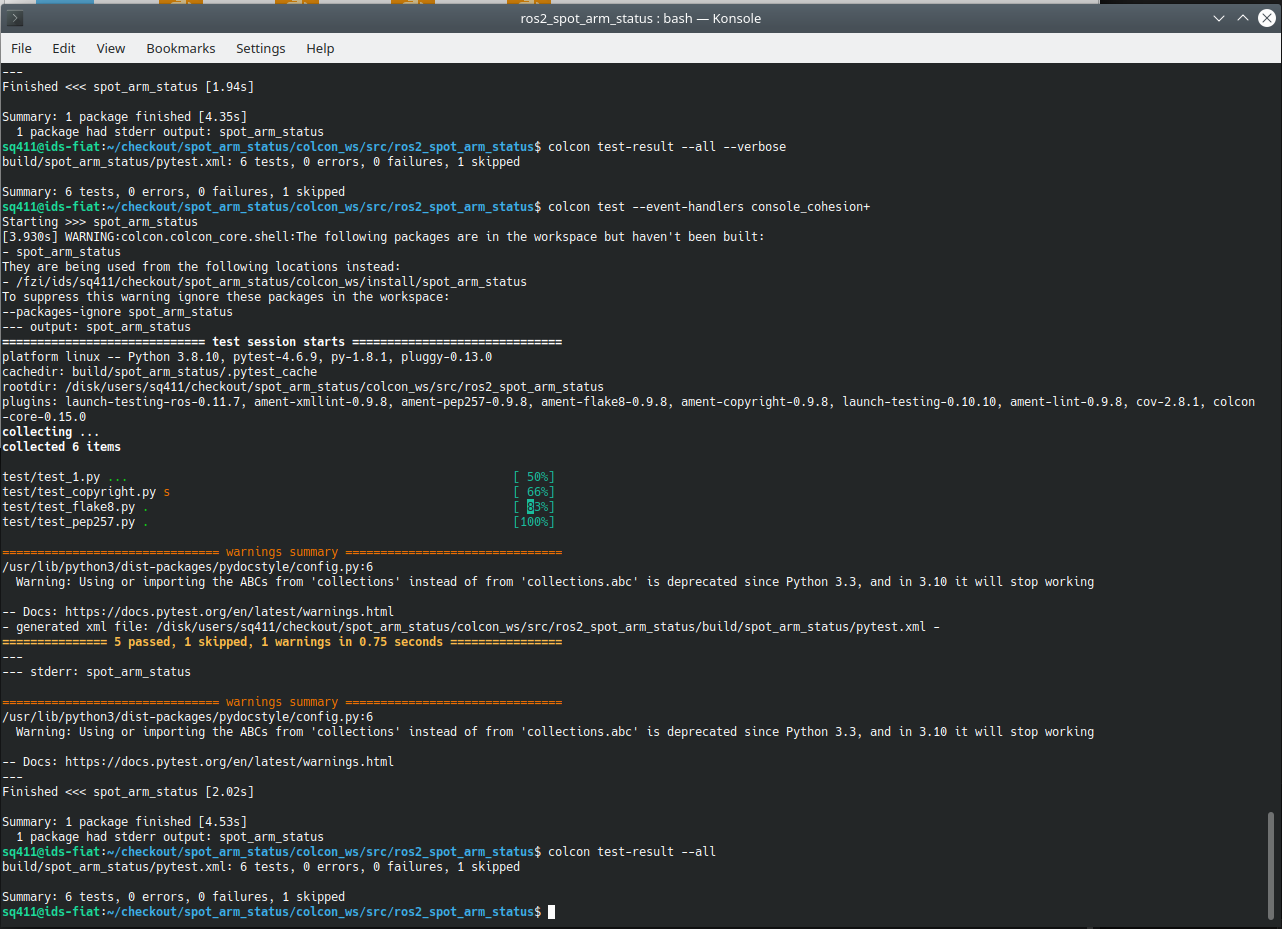 ros2_spot_arm_status : bash — Konsole
File Edit View Bookmarks Settings Help
---
Finished <<< spot_arm_status [1.94s]
Summary: 1 package finished [4.35s]
  1 package had stderr output: spot_arm_status
sq411@ids-fiat:~/checkout/spot_arm_status/colcon_ws/src/ros2_spot_arm_status$ colcon test-result --all --verbose
build/spot_arm_status/pytest.xml: 6 tests, 0 errors, 0 failures, 1 skipped
Summary: 6 tests, 0 errors, 0 failures, 1 skipped
sq411@ids-fiat:~/checkout/spot_arm_status/colcon_ws/src/ros2_spot_arm_status$ colcon test --event-handlers console_cohesion+
Starting >>> spot_arm_status
[3.930s] WARNING:colcon.colcon_core.shell:The following packages are in the workspace but haven't been built:
- spot_arm_status
They are being used from the following locations instead:
- /fzi/ids/sq411/checkout/spot_arm_status/colcon_ws/install/spot_arm_status
To suppress this warning ignore these packages in the workspace:
--packages-ignore spot_arm_status
--- output: spot_arm_status
============================= test session starts ==============================
platform linux -- Python 3.8.10, pytest-4.6.9, py-1.8.1, pluggy-0.13.0
cachedir: build/spot_arm_status/.pytest_cache
rootdir: /disk/users/sq411/checkout/spot_arm_status/colcon_ws/src/ros2_spot_arm_status
plugins: launch-testing-ros-0.11.7, ament-xmllint-0.9.8, ament-pep257-0.9.8, ament-flake8-0.9.8, ament-copyright-0.9.8, launch-testing-0.10.10, ament-lint-0.9.8, cov-2.8.1, colcon
-core-0.15.0
collecting ...
collected 6 items
test/test_1.py ... [ 50%]
test/test_copyright.py s [ 66%]
test/test_flake8.py . [ 83%]
test/test_pep257.py . [100%]
=============================== warnings summary ===============================
/usr/lib/python3/dist-packages/pydocstyle/config.py:6
  Warning: Using or importing the ABCs from 'collections' instead of from 'collections.abc' is deprecated since Python 3.3, and in 3.10 it will stop working
-- Docs: https://docs.pytest.org/en/latest/warnings.html
- generated xml file: /disk/users/sq411/checkout/spot_arm_status/colcon_ws/src/ros2_spot_arm_status/build/spot_arm_status/pytest.xml -
=============== 5 passed, 1 skipped, 1 warnings in 0.75 seconds ================
---
--- stderr: spot_arm_status
=============================== warnings summary ===============================
/usr/lib/python3/dist-packages/pydocstyle/config.py:6
  Warning: Using or importing the ABCs from 'collections' instead of from 'collections.abc' is deprecated since Python 3.3, and in 3.10 it will stop working
-- Docs: https://docs.pytest.org/en/latest/warnings.html
---
Finished <<< spot_arm_status [2.02s]
Summary: 1 package finished [4.53s]
  1 package had stderr output: spot_arm_status
sq411@ids-fiat:~/checkout/spot_arm_status/colcon_ws/src/ros2_spot_arm_status$ colcon test-result --all
build/spot_arm_status/pytest.xml: 6 tests, 0 errors, 0 failures, 1 skipped
Summary: 6 tests, 0 errors, 0 failures, 1 skipped
sq411@ids-fiat:~/checkout/spot_arm_status/colcon_ws/src/ros2_spot_arm_status$